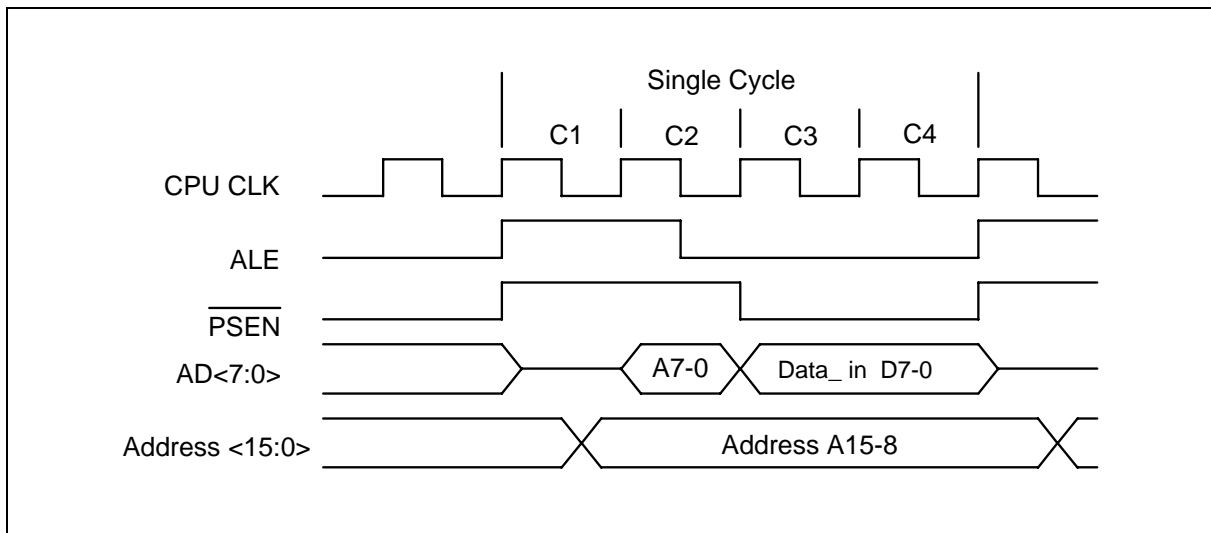 Single Cycle
C1 C2 C3 C4
CPU CLK
ALE
PSEN
AD<7:0> A7-0 Data_ in D7-0
Address <15:0> Address A15-8